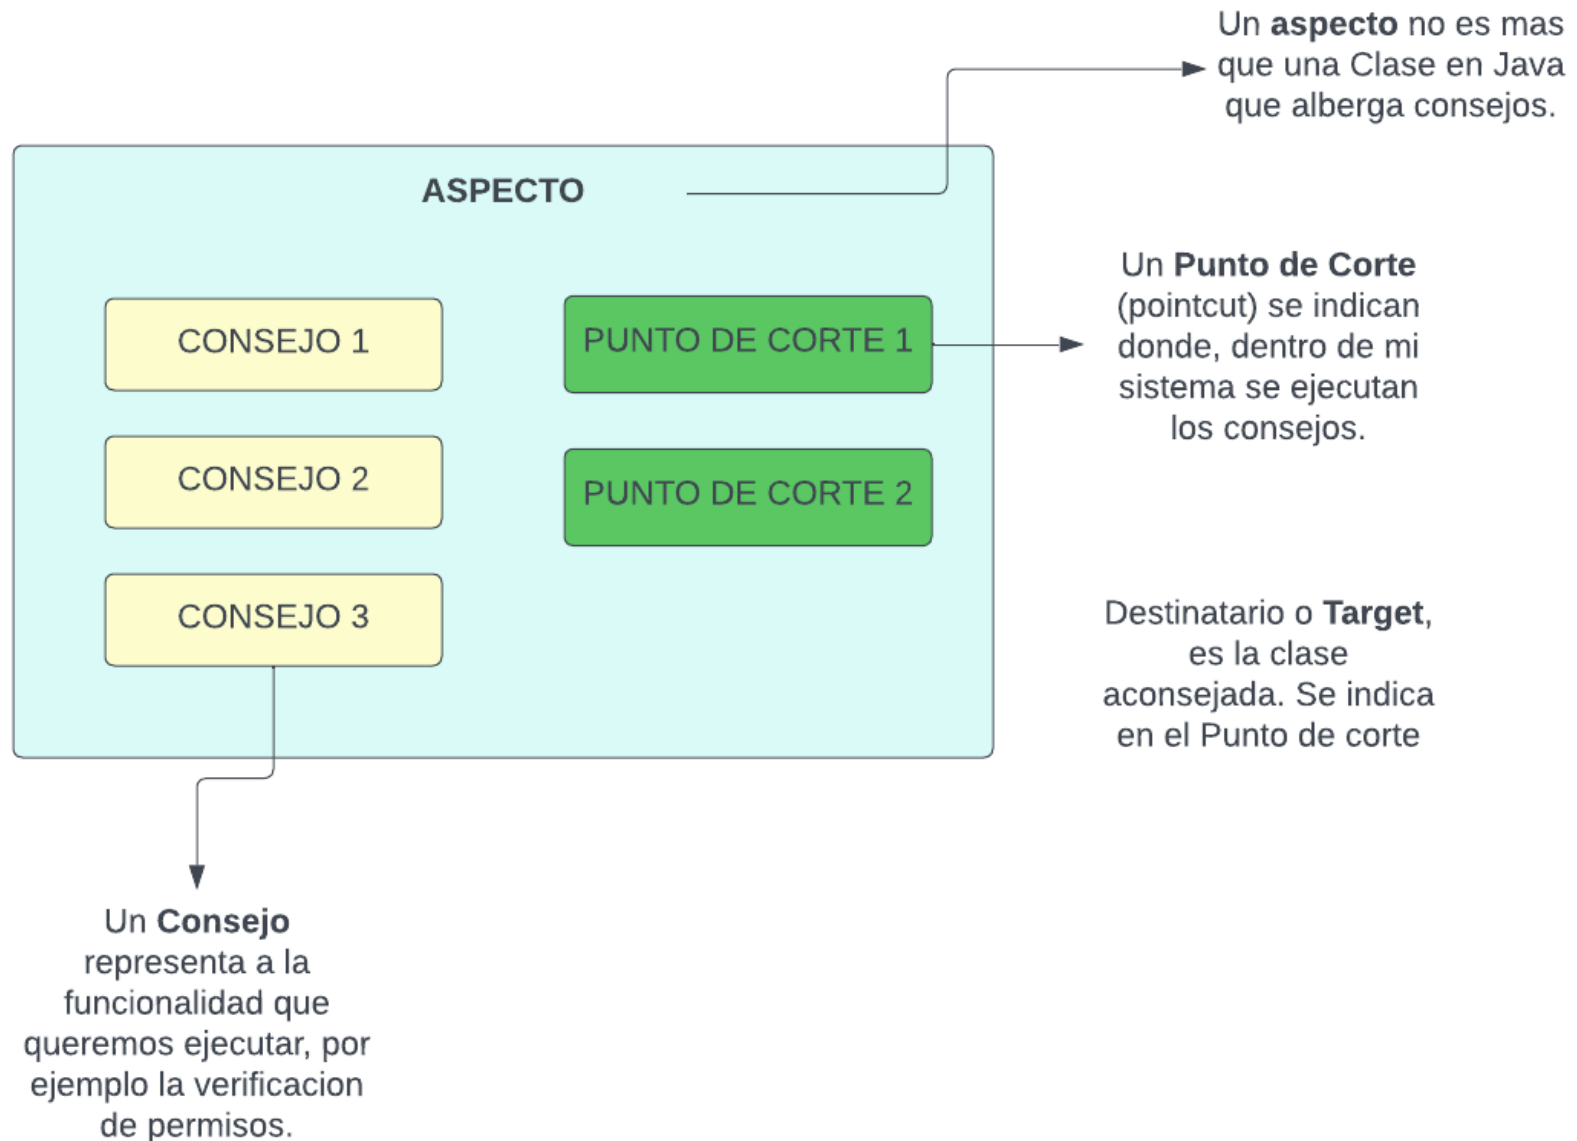 Un aspecto no es mas
que una Clase en Java
que alberga consejos.
ASPECTO
Un Punto de Corte
(pointcut) se indican
donde, dentro de mi
sistema se ejecutan
los consejos.
CONSEJO 1
PUNTO DE CORTE 1
CONSEJO 2
PUNTO DE CORTE 2
CONSEJO 3
Destinatario o Target,
es la clase
aconsejada. Se indica
en el Punto de corte
Un Consejo
representa a la
funcionalidad que
queremos ejecutar, por
ejemplo la verificacion
de permisos.